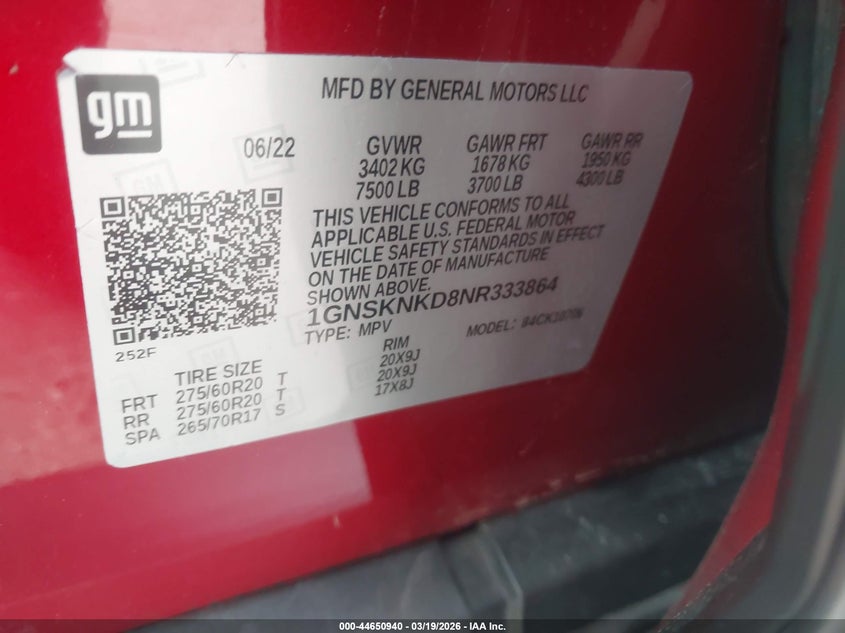 gm
MFD BY GENERAL MOTORS LLC
06/22 GVWR GAWR FRT GAWR RR
3402 KG 1678 KG 1950 KG
7500 LB 3700 LB 4300 LB
THIS VEHICLE CONFORMS TO ALL
APPLICABLE U.S. FEDERAL MOTOR
VEHICLE SAFETY STANDARDS IN EFFECT
ON THE DATE OF MANUFACTURE
SHOWN ABOVE.
1GNSKNKD8NR333864
TYPE: MPV MODEL:
252F
TIRE SIZE RIM
FRT 275/60R20 T 20X9J
RR 275/60R20 T 20X9J
SPA 265/70R17 S 17X8J
000-44650940 - 03/19/2026 - IAA Inc.